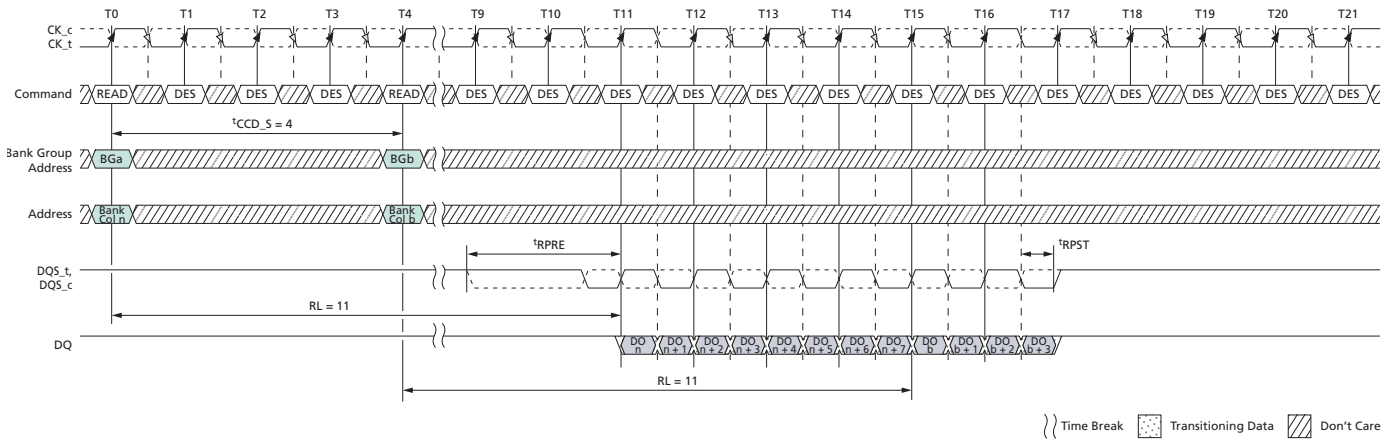 T0 T1 T2 T3 T4 T9 T10 T11 T12 T13 T14 T15 T16 T17 T18 T19 T20 T21
CK_c
CK_t
Command READ DES DES DES READ DES DES DES DES DES DES DES DES DES DES DES DES DES
tCCD_S = 4
Bank Group
Address
BGa BGb
Address
Bank
Col n
Bank
Col b
tRPRE tRPST
DQS_t,
DQS_c
RL = 11
DQ
DO
n
DO
n + 1
DO
n + 2
DO
n + 3
DO
n + 4
DO
n + 5
DO
n + 6
DO
n + 7
DO
b
DO
b + 1
DO
b + 2
DO
b + 3
RL = 11
Time Break Transitioning Data Don't Care